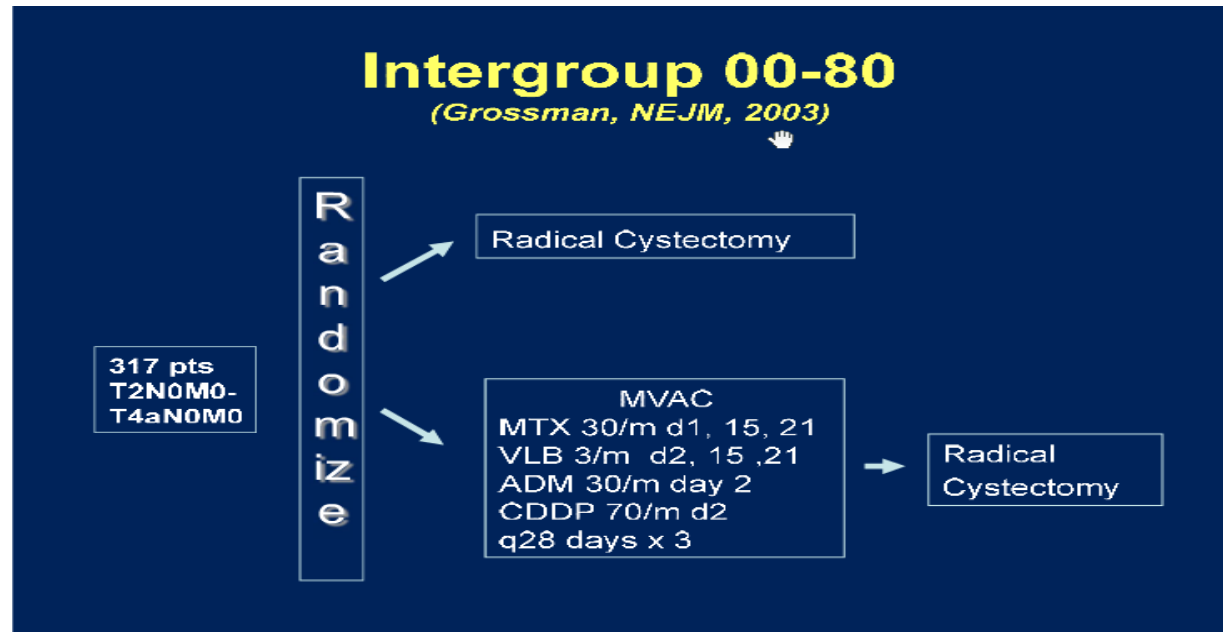 Intergroup 00-80
(Grossman, NEJM, 2003)
Randomize
Radical Cystectomy
317 pts
T2N0M0-
T4aN0M0
MVAC
MTX 30/m d1, 15, 21
VLB 3/m d2, 15 ,21
ADM 30/m day 2
CDDP 70/m d2
q28 days x 3
Radical
Cystectomy